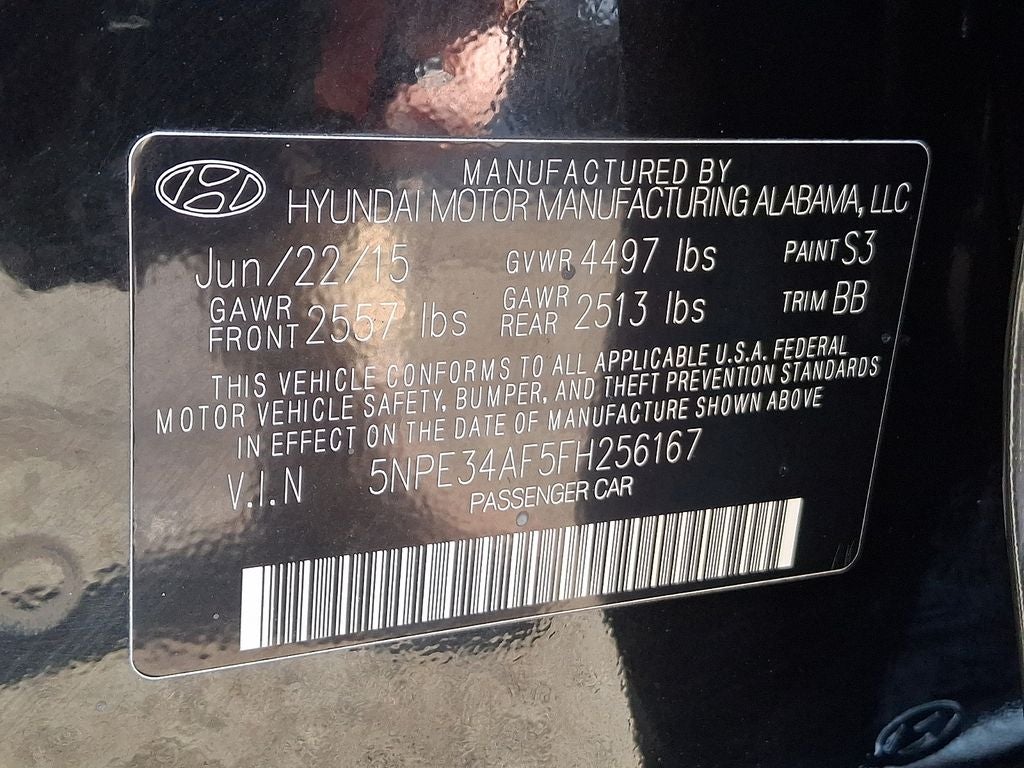 MANUFACTURED BY
HYUNDAI MOTOR MANUFACTURING ALABAMA, LLC
Jun/22/15 GVWR 4497 lbs PAINT S3
GAWR FRONT 2557 lbs GAWR REAR 2513 lbs TRIM BB
THIS VEHICLE CONFORMS TO ALL APPLICABLE U.S.A. FEDERAL
MOTOR VEHICLE SAFETY, BUMPER, AND THEFT PREVENTION STANDARDS
IN EFFECT ON THE DATE OF MANUFACTURE SHOWN ABOVE
V.I.N 5NPE34AF5FH256167
PASSENGER CAR